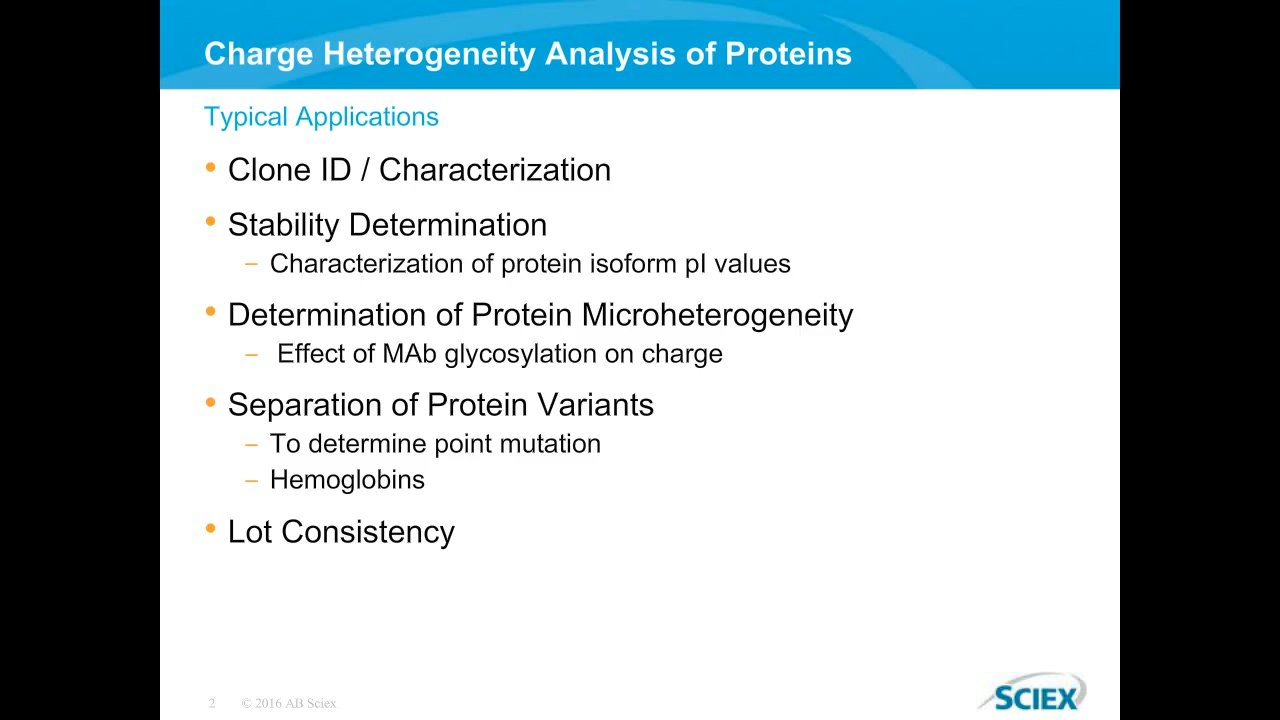 Charge Heterogeneity Analysis of Proteins
Typical Applications
• Clone ID / Characterization
• Stability Determination
– Characterization of protein isoform pI values
• Determination of Protein Microheterogeneity
– Effect of MAb glycosylation on charge
• Separation of Protein Variants
– To determine point mutation
– Hemoglobins
• Lot Consistency
2 © 2016 AB Sciex
SCIEX